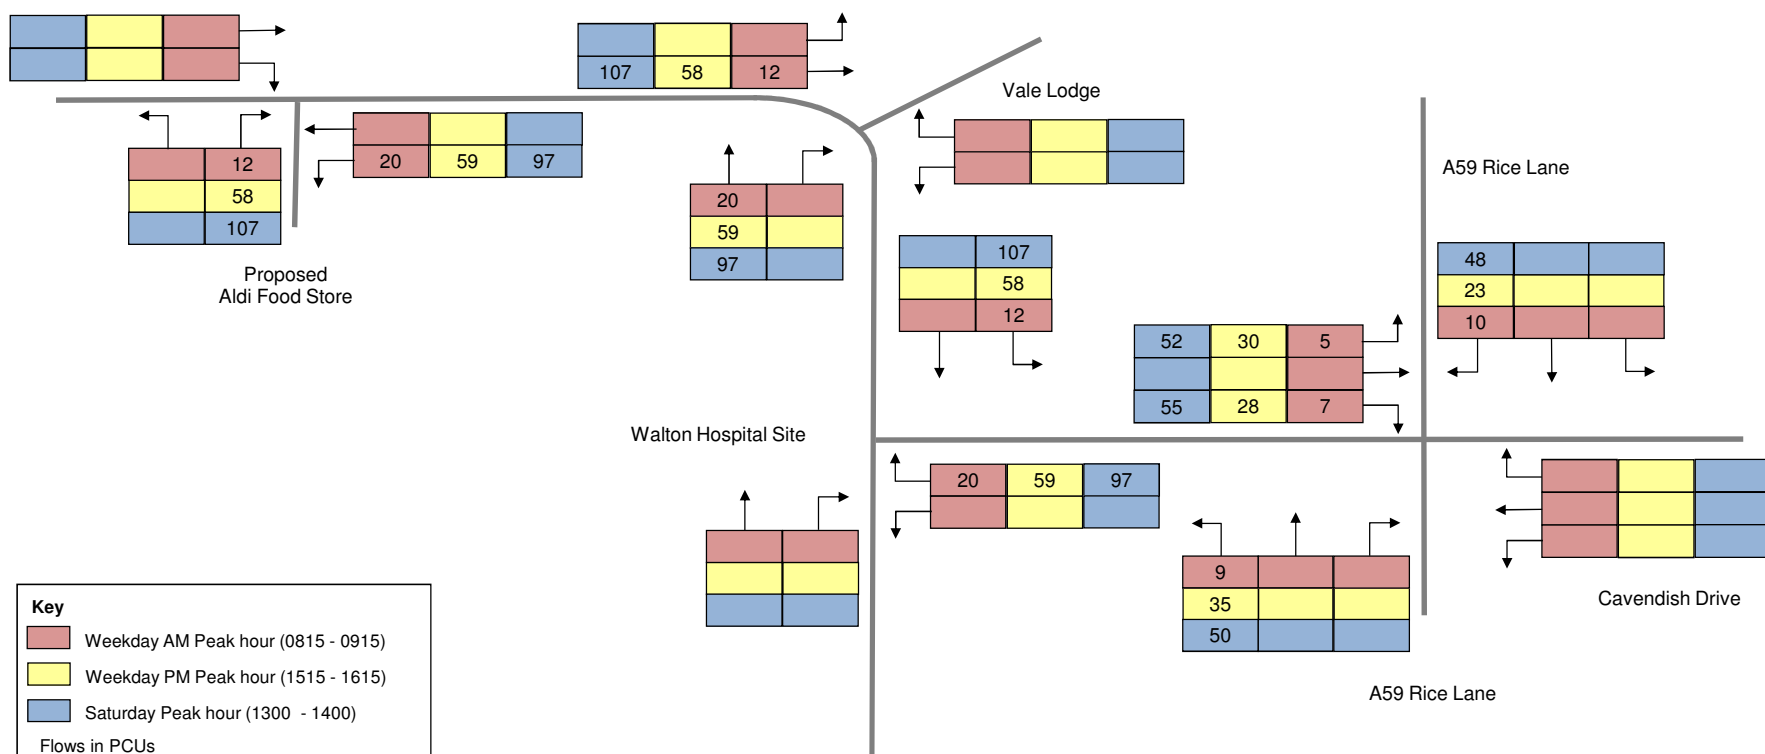 107 58 12
Vale Lodge
20 59 97
12
58
107
A59 Rice Lane
20
59
97
Proposed
Aldi Food Store
107
58
12
48
23
10
52 30 5
55 28 7
Walton Hospital Site
20 59 97
9
35
50
Cavendish Drive
A59 Rice Lane
Key
Weekday AM Peak hour (0815 - 0915)
Weekday PM Peak hour (1515 - 1615)
Saturday Peak hour (1300 - 1400)
Flows in PCUs